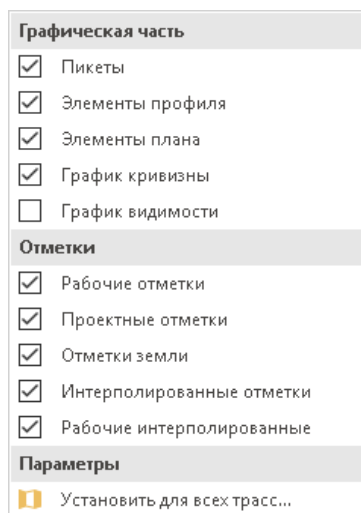 Графическая часть
Пикеты
Элементы профиля
Элементы плана
График кривизны
График видимости
Отметки
Рабочие отметки
Проектные отметки
Отметки земли
Интерполированные отметки
Рабочие интерполированные
Параметры
Установить для всех трасс...